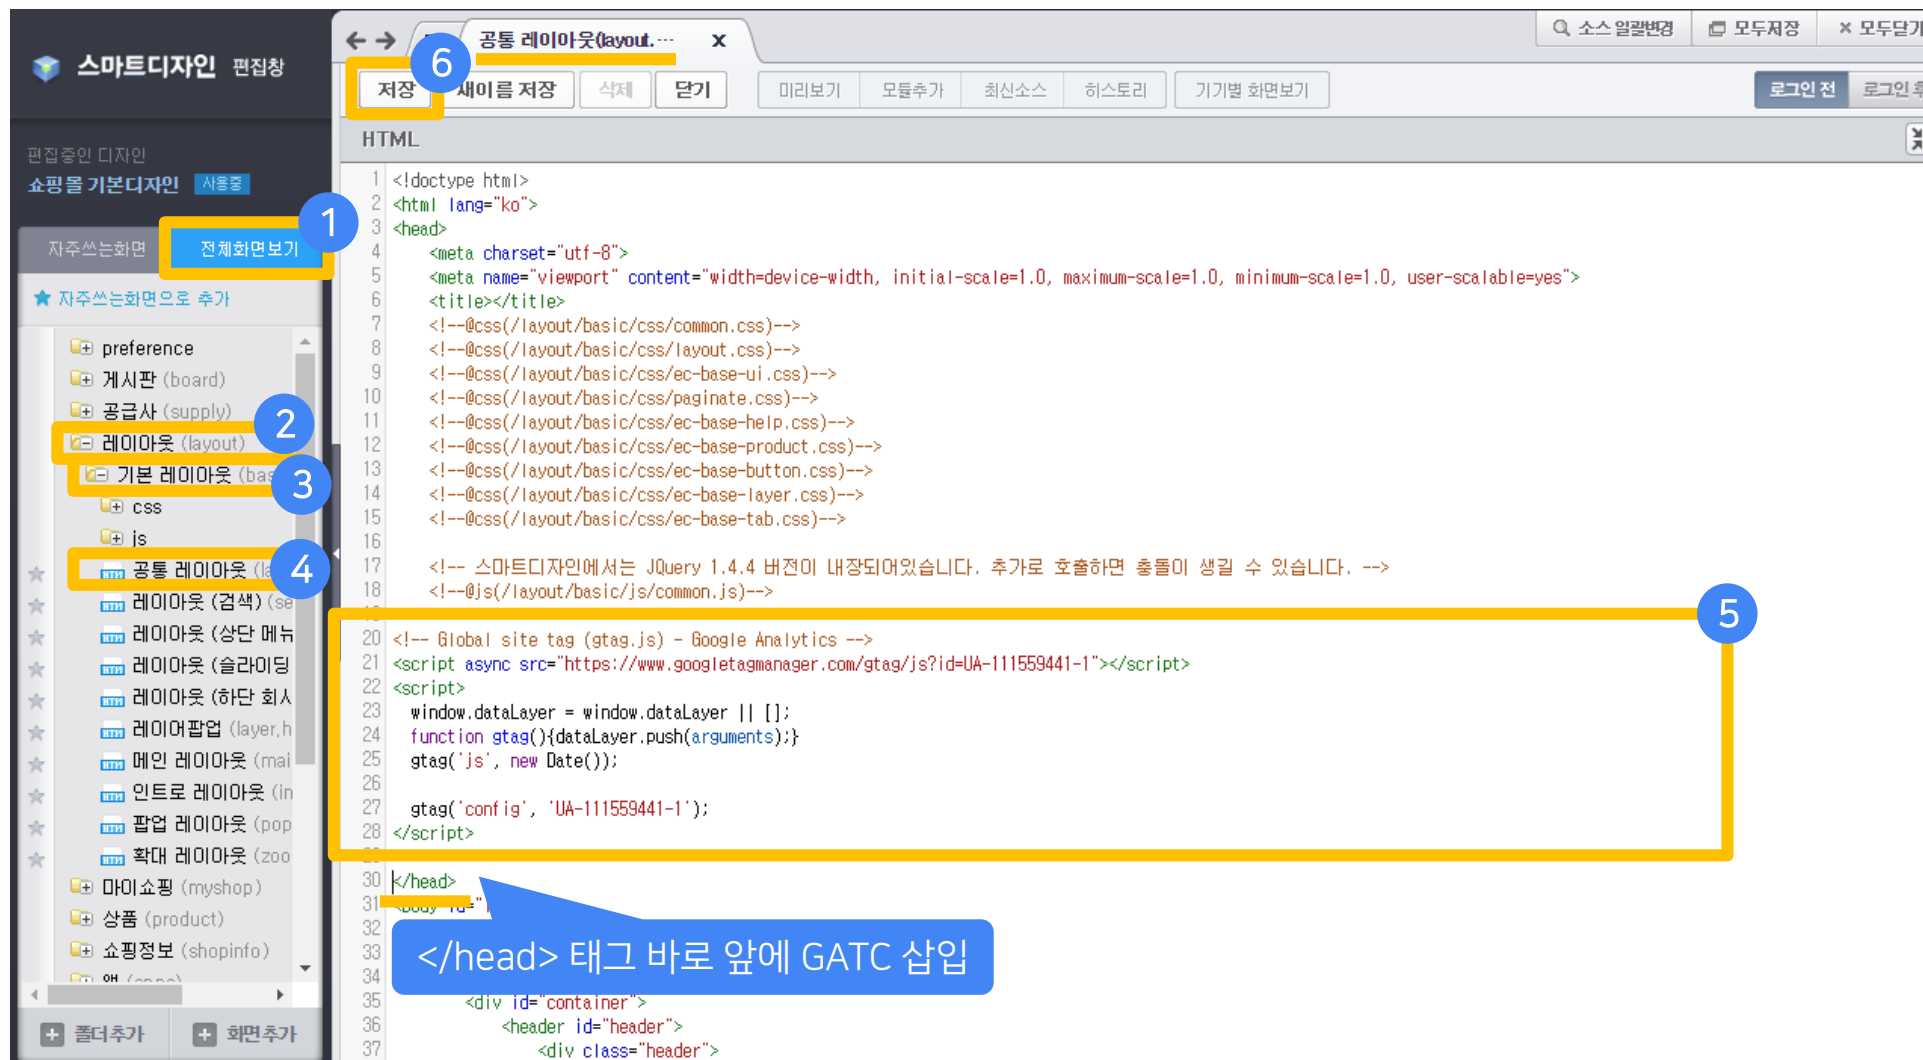 스마트디자인 편집창
편집중인 디자인
쇼핑몰 기본디자인 사용중
1
자주쓰는화면 전체화면보기
자주쓰는화면으로 추가
preference
게시판 (board)
공급사 (supply)
2
레이아웃 (layout)
기본 레이아웃 (bas
3
css
js
공통 레이아웃 (la
4
레이아웃 (검색) (se
레이아웃 (상단 메뉴
레이아웃 (슬라이딩
레이아웃 (하단 회사
레이어팝업 (layer,h
메인 레이아웃 (mai
인트로 레이아웃 (in
팝업 레이아웃 (pop
확대 레이아웃 (zoo
마이쇼핑 (myshop)
상품 (product)
쇼핑정보 (shopinfo)
폴더추가 화면추가
공통 레이아웃(layout.… x
소스 일괄변경 모두저장 × 모두닫기
6
저장 새이름 저장 삭제 닫기 미리보기 모듈추가 최신소스 히스토리 기기별 화면보기 로그인 전 로그인 후
HTML
1 <!doctype html>
2 <html lang="ko">
3 <head>
4 <meta charset="utf-8">
5 <meta name="viewport" content="width=device-width, initial-scale=1.0, maximum-scale=1.0, minimum-scale=1.0, user-scalable=yes">
6 <title></title>
7 <!--@css(/layout/basic/css/common.css)-->
8 <!--@css(/layout/basic/css/layout.css)-->
9 <!--@css(/layout/basic/css/ec-base-ui.css)-->
10 <!--@css(/layout/basic/css/paginate.css)-->
11 <!--@css(/layout/basic/css/ec-base-help.css)-->
12 <!--@css(/layout/basic/css/ec-base-product.css)-->
13 <!--@css(/layout/basic/css/ec-base-button.css)-->
14 <!--@css(/layout/basic/css/ec-base-layer.css)-->
15 <!--@css(/layout/basic/css/ec-base-tab.css)-->
16
17 <!-- 스마트디자인에서는 JQuery 1.4.4 버전이 내장되어있습니다. 추가로 호출하면 충돌이 생길 수 있습니다. -->
18 <!--@js(/layout/basic/js/common.js)-->
5
20 <!-- Global site tag (gtag.js) - Google Analytics -->
21 <script async src="https://www.googletagmanager.com/gtag/js?id=UA-111559441-1"></script>
22 <script>
23 window.dataLayer = window.dataLayer || [];
24 function gtag(){dataLayer.push(arguments);}
25 gtag('js', new Date());
26
27 gtag('config', 'UA-111559441-1');
28 </script>
30 </head>
31 <body id="
32
</head> 태그 바로 앞에 GATC 삽입
33
34
35 <div id="container">
36 <header id="header">
37 <div class="header">